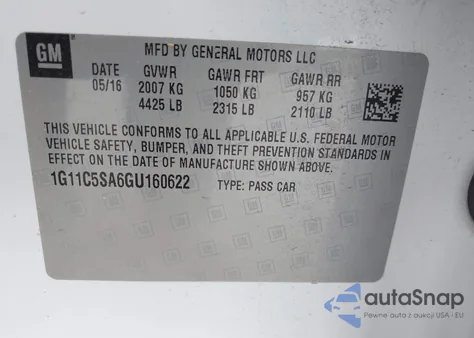 GM
MFD BY GENERAL MOTORS LLC
DATE GVWR GAWR FRT GAWR RR
05/16 2007 KG 1050 KG 957 KG
4425 LB 2315 LB 2110 LB
THIS VEHICLE CONFORMS TO ALL APPLICABLE U.S. FEDERAL MOTOR
VEHICLE SAFETY, BUMPER, AND THEFT PREVENTION STANDARDS IN
EFFECT ON THE DATE OF MANUFACTURE SHOWN ABOVE.
1G11C5SA6GU160622 TYPE: PASS CAR
autoSnap
Pewne auta z aukcji USA i EU